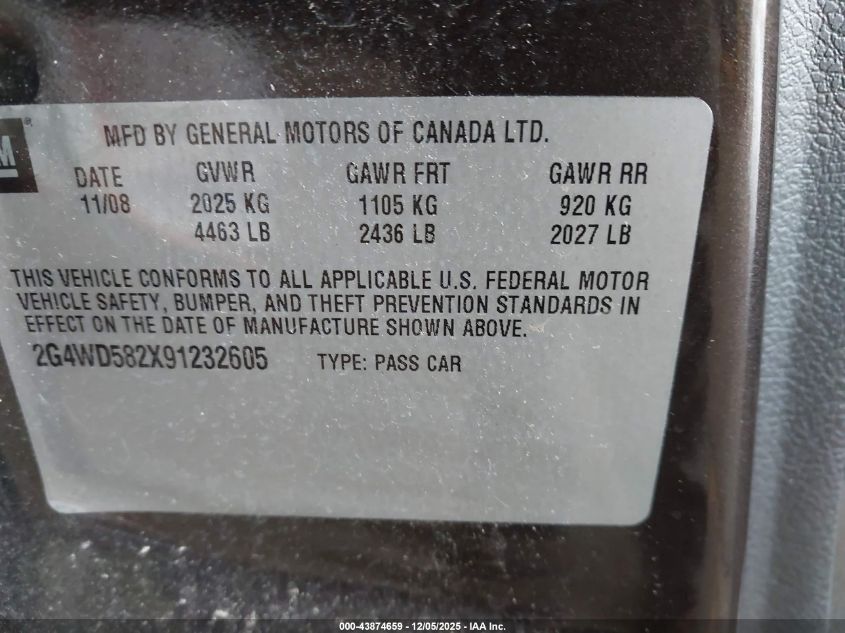 M®
MFD BY GENERAL MOTORS OF CANADA LTD.
DATE GVWR GAWR FRT GAWR RR
11/08 2025 KG 1105 KG 920 KG
4463 LB 2436 LB 2027 LB
THIS VEHICLE CONFORMS TO ALL APPLICABLE U.S. FEDERAL MOTOR
VEHICLE SAFETY, BUMPER, AND THEFT PREVENTION STANDARDS IN
EFFECT ON THE DATE OF MANUFACTURE SHOWN ABOVE.
2G4WD582X91232605 TYPE: PASS CAR
000-43874659 - 12/05/2025 - IAA Inc.